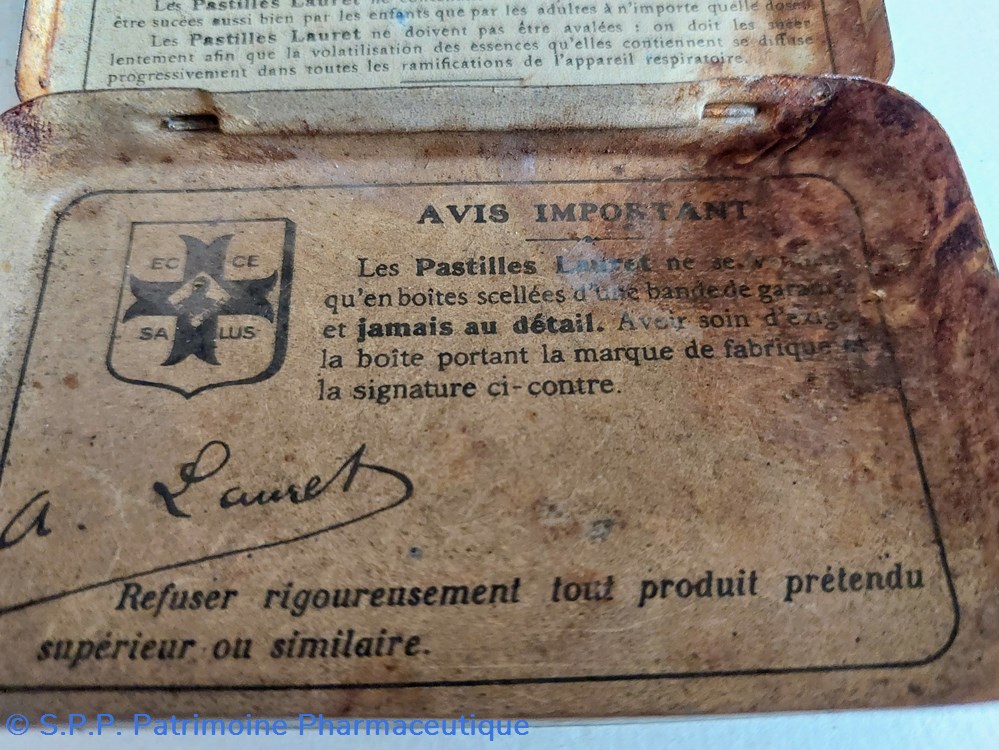 Les Pastilles Lauret ne
être sucées aussi bien par les enfants que par les adultes à n'importe quelle dose.
Les Pastilles Lauret ne doivent pas être avalées : on doit les sucer
lentement afin que la volatilisation des essences qu'elles contiennent se diffuse
progressivement dans toutes les ramifications de l'appareil respiratoire.
AVIS IMPORTANT
Les Pastilles Lauret ne se
qu'en boîtes scellées d'une bande de garantie
et jamais au détail. Avoir soin d'exiger
la boîte portant la marque de fabrique et
la signature ci-contre.
EC CE
SA LUS
A. Lauret
Refuser rigoureusement tout produit prétendu
supérieur ou similaire.
© S.P.P. Patrimoine Pharmaceutique